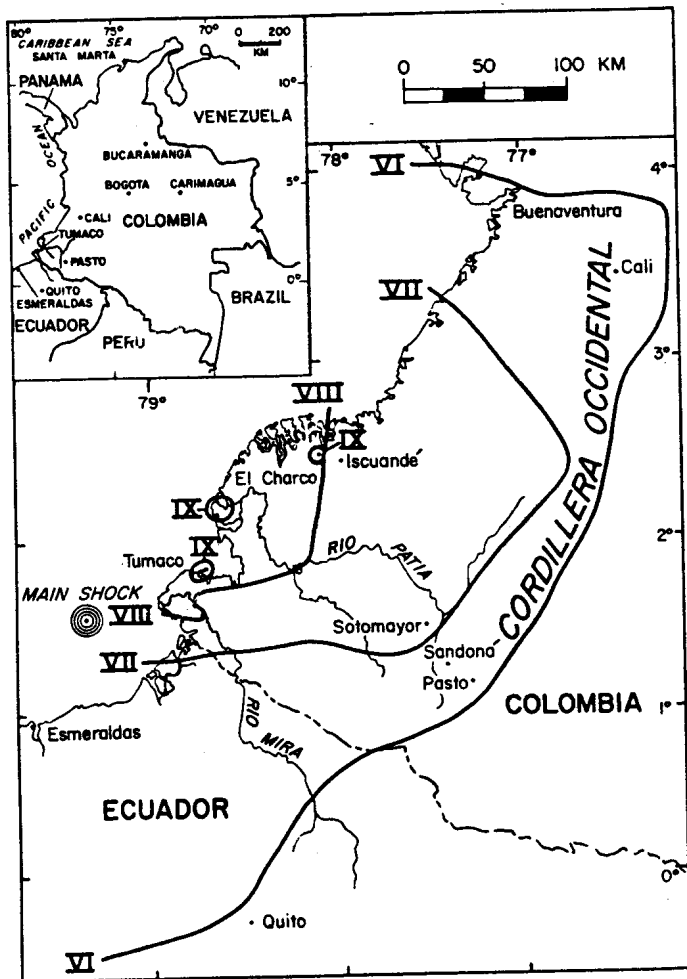 80° 75° 70°
CARIBBEAN SEA
SANTA MARTA
0 200
KM
PANAMA
10°
VENEZUELA
OCEAN
PACIFIC
BUCARAMANGA
BOGOTA CARIMAGUA
5°
CALI COLOMBIA
TUMACO
PASTO
0°
QUITO
ESMERALDAS
BRAZIL
ECUADOR
PERU
0 50 100 KM
78° 77°
VI
4°
Buenaventura
Cali
VII
79°
3°
VIII
IX
Iscuandé
El Charco
CORDILLERA OCCIDENTAL
IX
2°
RIO PATIA
IX
Tumaco
MAIN SHOCK
VIII
Sotomayor
VII
Sandona
Pasto
COLOMBIA
1°
Esmeraldas
RIO MIRA
ECUADOR
0°
Quito
VI